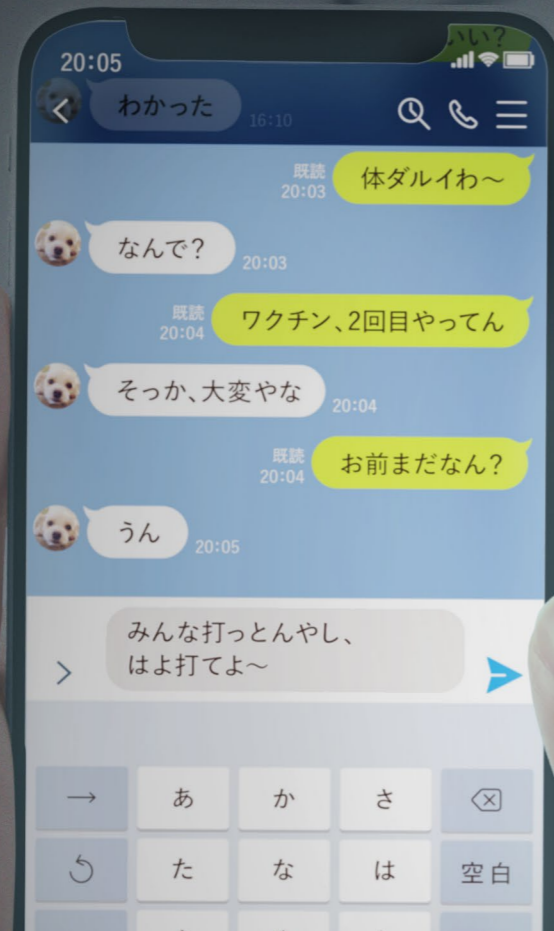 いい？
20:05
わかった
16:10
既読
20:03
体ダルイわ～
なんで？
20:03
既読
20:04
ワクチン、2回目やってん
そっか、大変やな
20:04
既読
20:04
お前まだなん？
うん
20:05
みんな打っとんやし、
はよ打てよ～
→ あ か さ
た な は 空白